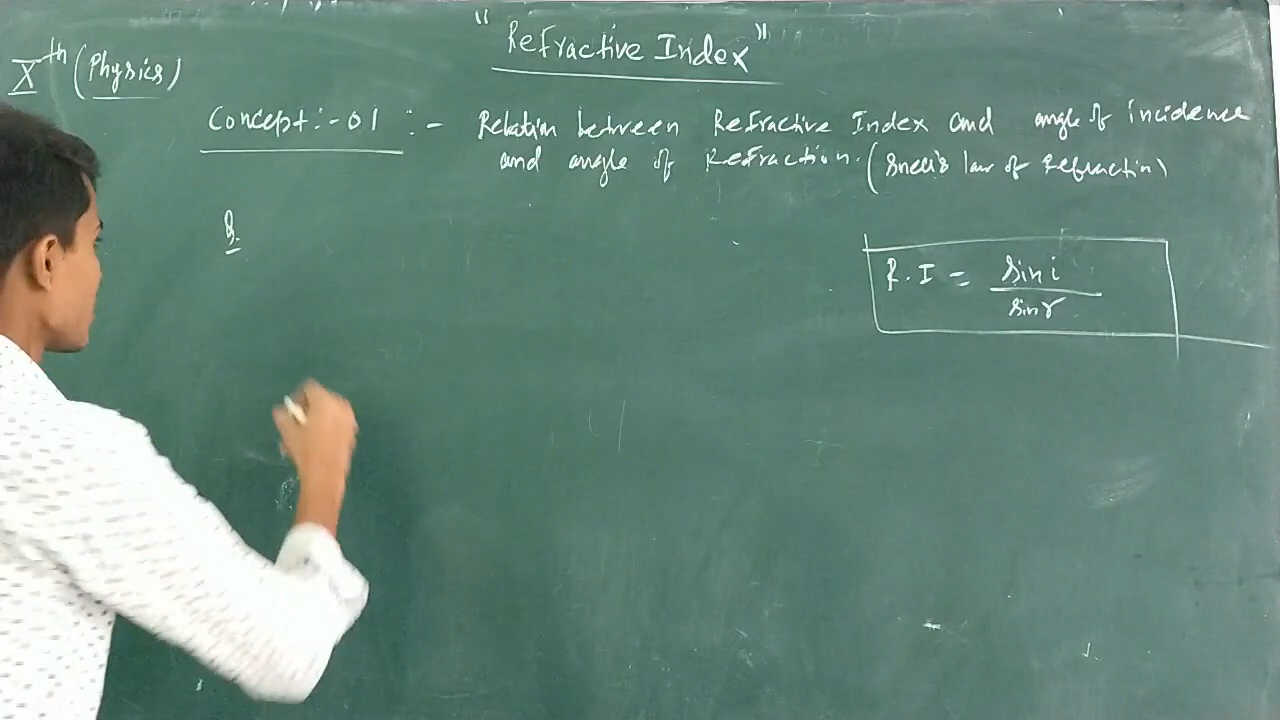 "Refractive Index"
Xth (Physics)
Concept:-01 :- Relation between Refractive Index and angle of incidence
and angle of Refraction. (Snell's law of Refraction)
Q.
R.I = sin i
sin r